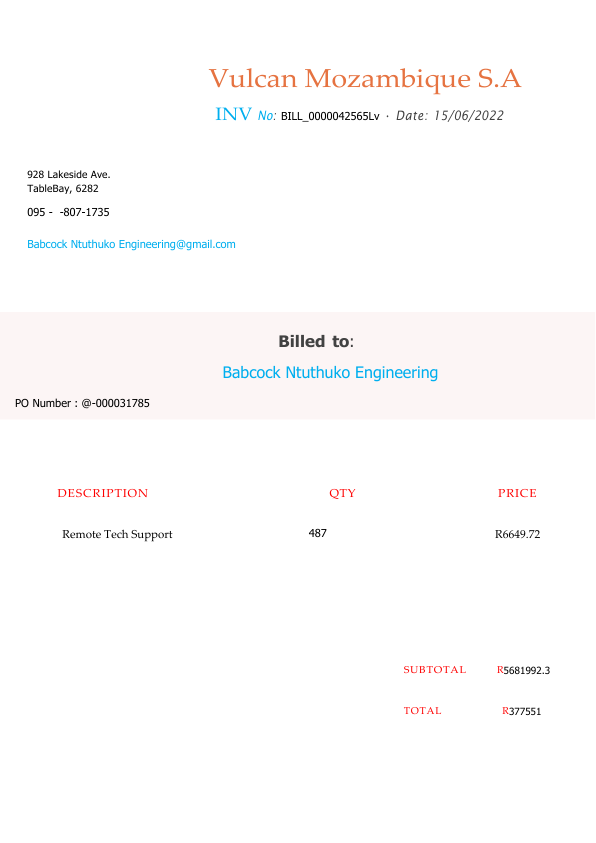 Vulcan Mozambique S.A
INV No: BILL_0000042565Lv · Date: 15/06/2022
928 Lakeside Ave.
TableBay, 6282
095 -  -807-1735
Babcock Ntuthuko Engineering@gmail.com
Billed to:
Babcock Ntuthuko Engineering
PO Number : @-000031785
DESCRIPTION QTY PRICE
Remote Tech Support 487 R6649.72
SUBTOTAL R5681992.3
TOTAL R377551